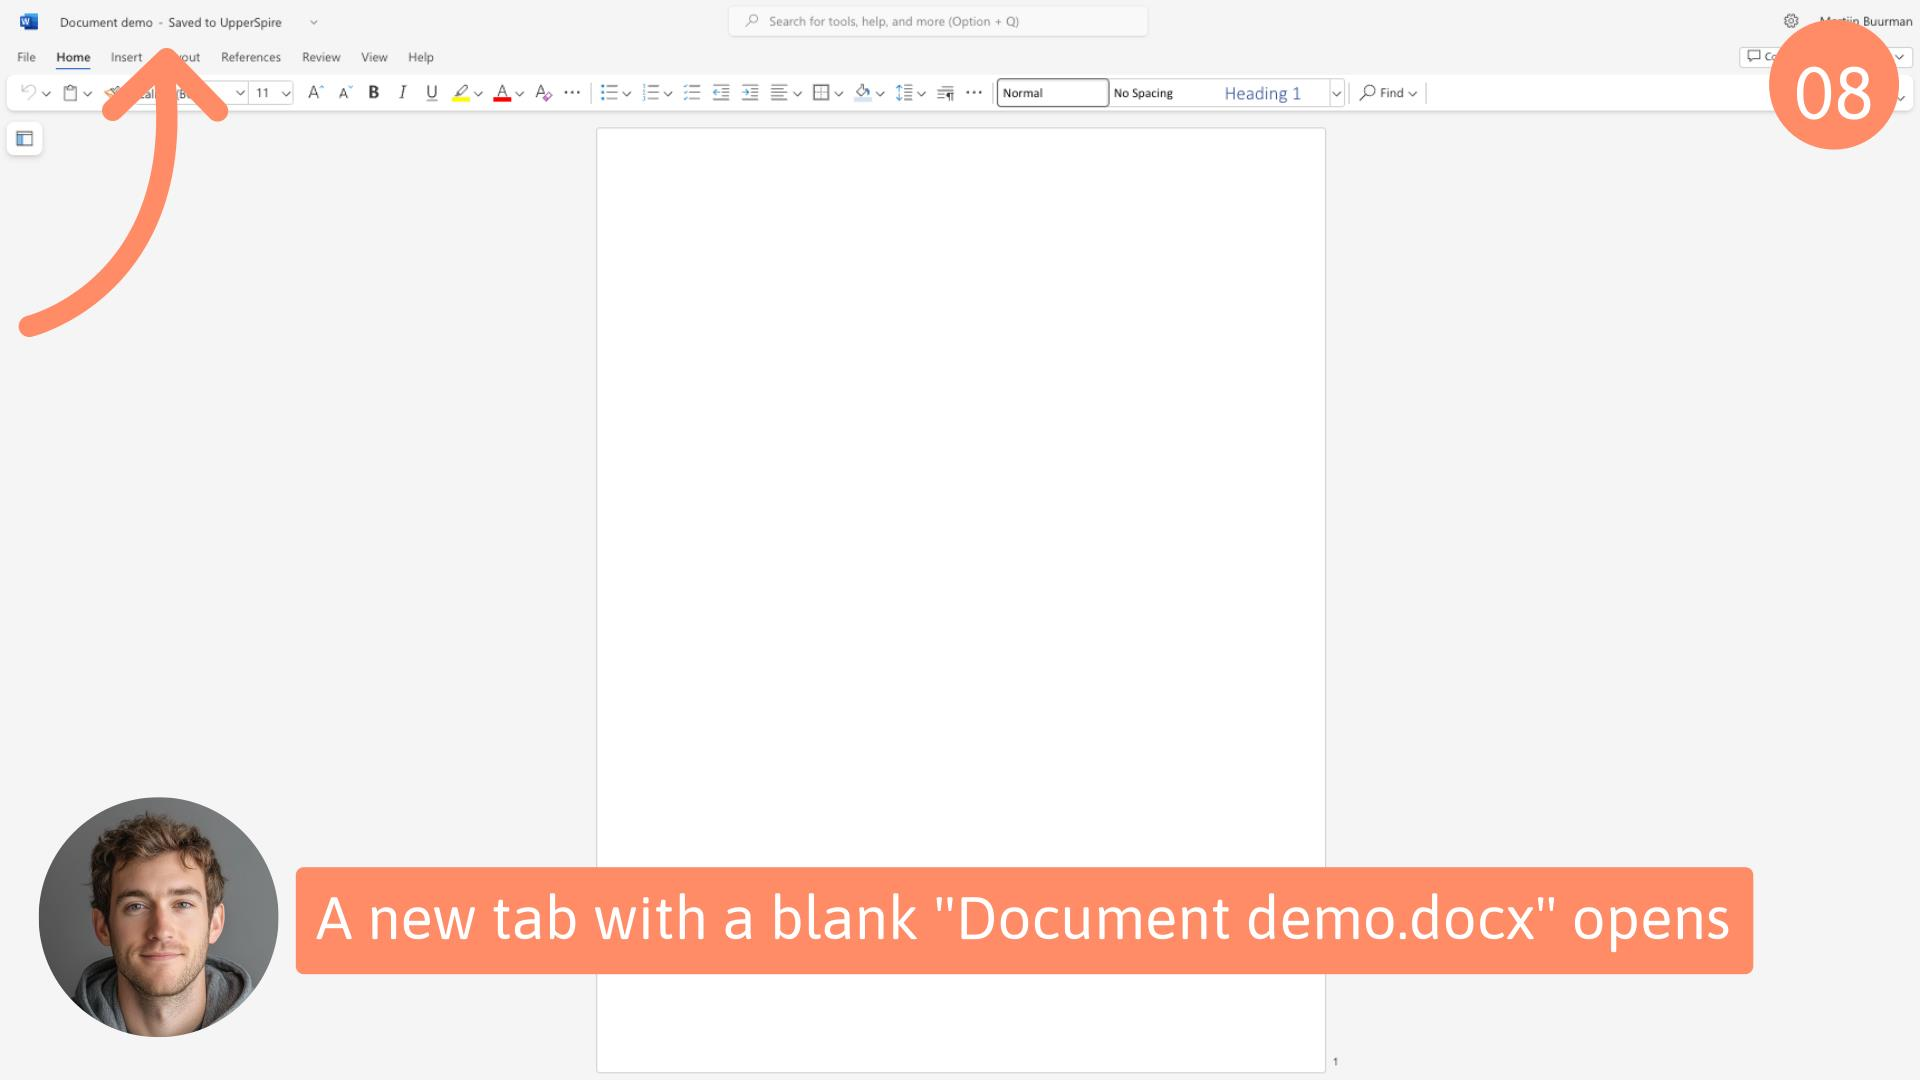 Document demo - Saved to UpperSpire
Search for tools, help, and more (Option + Q)
Buurman
File Home Insert References Review View Help
08
11 A A B I U A A Normal No Spacing Heading 1 Find
A new tab with a blank "Document demo.docx" opens
1